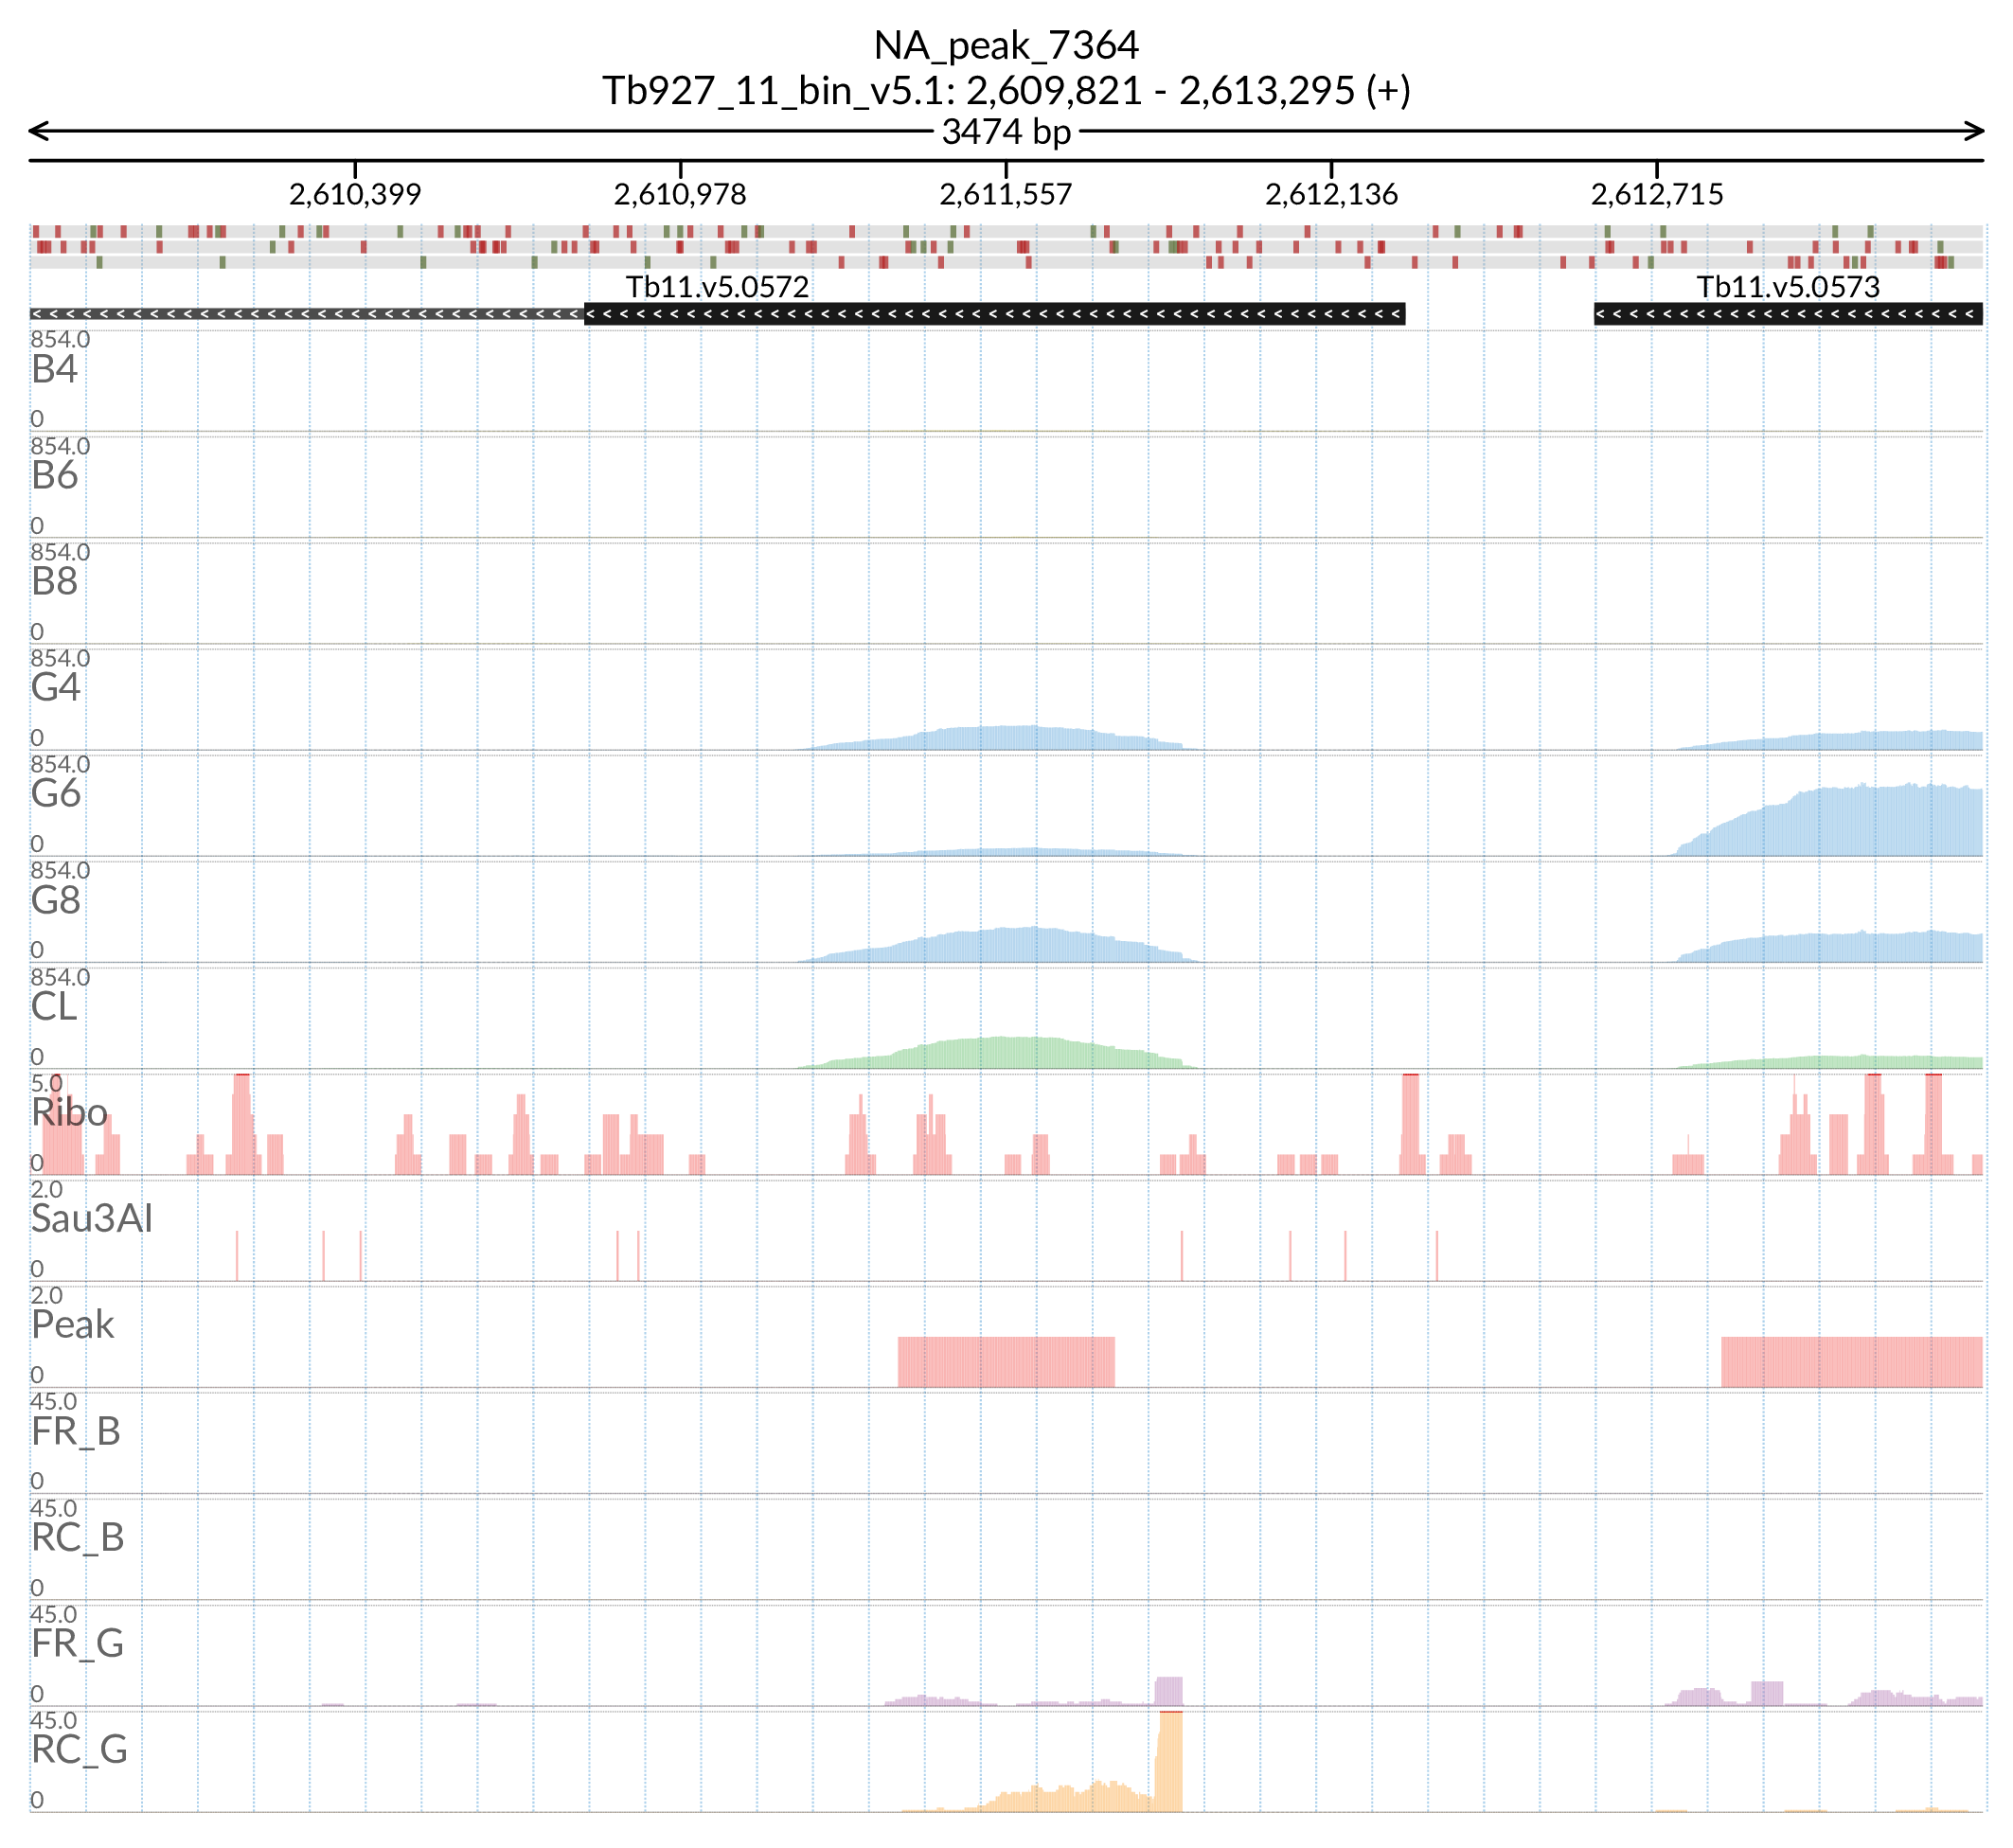 NA_peak_7364
Tb927_11_bin_v5.1: 2,609,821 - 2,613,295 (+)
3474 bp
2,610,399 2,610,978 2,611,557 2,612,136 2,612,715
Tb11.v5.0572 Tb11.v5.0573
854.0
B4
0
854.0
B6
0
854.0
B8
0
854.0
G4
0
854.0
G6
0
854.0
G8
0
854.0
CL
0
5.0
Ribo
0
2.0
Sau3AI
0
2.0
Peak
0
45.0
FR_B
0
45.0
RC_B
0
45.0
FR_G
0
45.0
RC_G
0